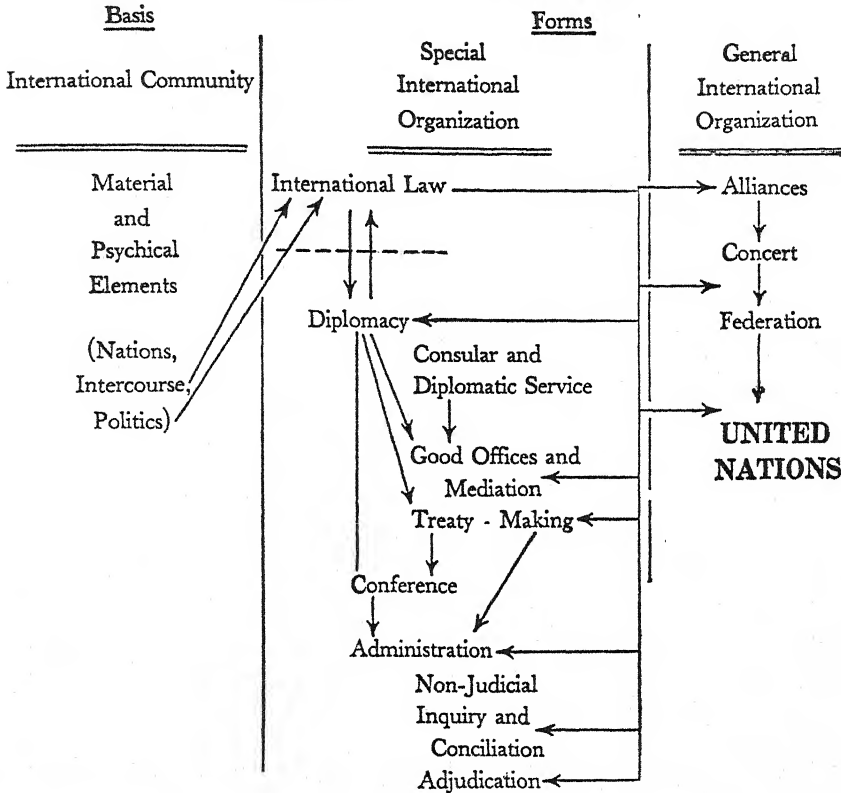 Basis
International Community
Material
and
Psychical
Elements
(Nations,
Intercourse,
Politics)
Forms
Special
International
Organization
International Law
Diplomacy
Consular and
Diplomatic Service
Good Offices and
Mediation
Treaty - Making
Conference
Administration
Non-Judicial
Inquiry and
Conciliation
Adjudication
General
International
Organization
Alliances
Concert
Federation
UNITED
NATIONS